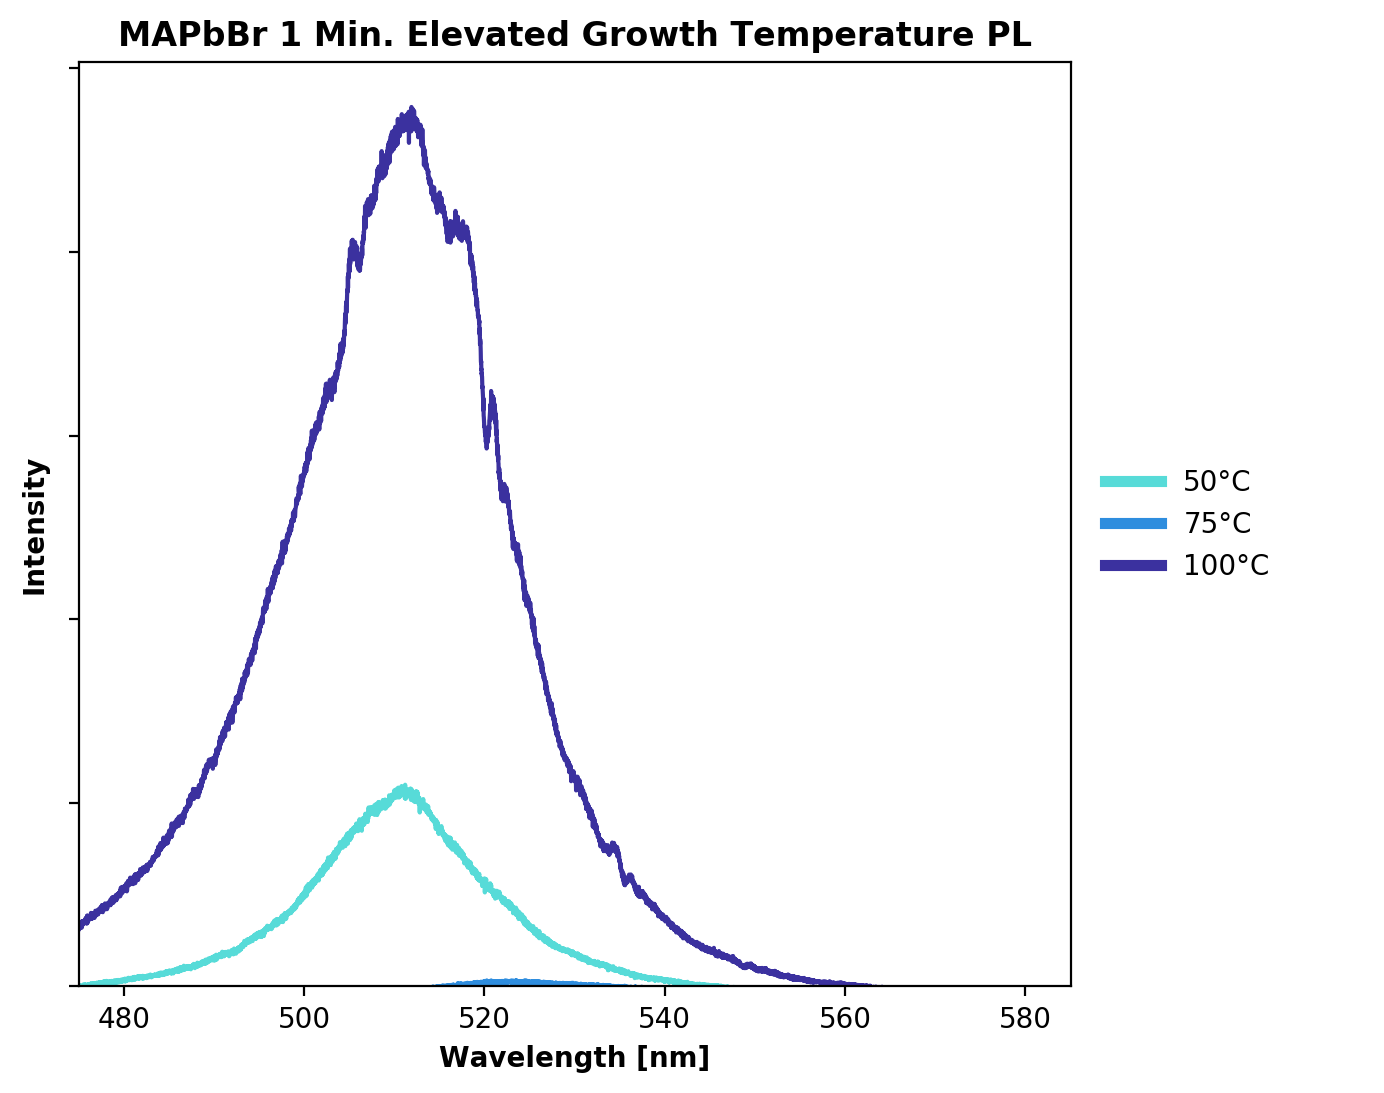 MAPbBr 1 Min. Elevated Growth Temperature PL
Intensity
50°C
75°C
100°C
480 500 520 540 560 580
Wavelength [nm]